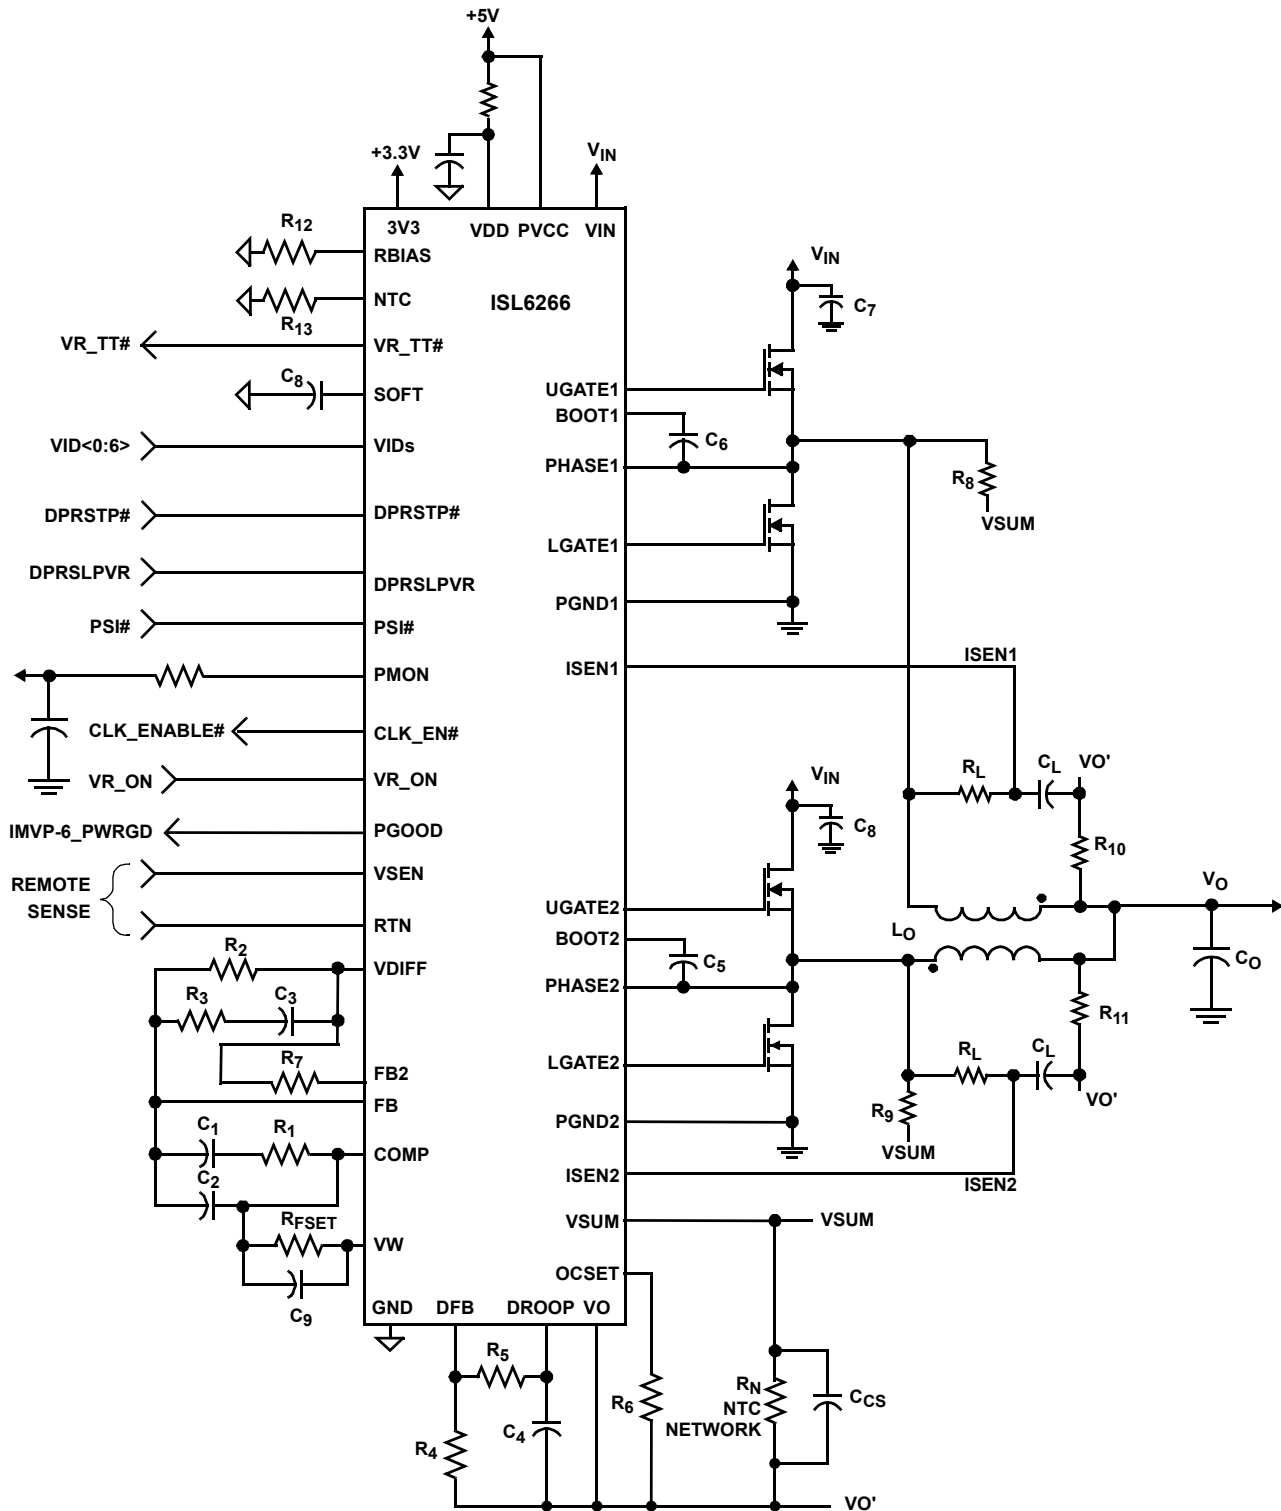 +5V
+3.3V
VIN
3V3
VDD
PVCC
VIN
R12
RBIAS
VIN
ISL6266
NTC
C7
R13
VR_TT#
VR_TT#
C8
SOFT
UGATE1
BOOT1
C6
VID<0:6>
VIDs
PHASE1
R8
VSUM
DPRSTP#
DPRSTP#
LGATE1
DPRSLPVR
DPRSLPVR
PGND1
PSI#
PSI#
ISEN1
ISEN1
PMON
CLK_ENABLE#
CLK_EN#
RL
CL
VO'
VIN
VR_ON
VR_ON
C8
IMVP-6_PWRGD
PGOOD
R10
REMOTE
SENSE
VSEN
VO
UGATE2
RTN
LO
BOOT2
R2
VDIFF
C5
CO
PHASE2
R3
C3
R11
R7
FB2
LGATE2
RL
CL
FB
VO'
R9
C1
R1
PGND2
COMP
VSUM
C2
ISEN2
ISEN2
RFSET
VSUM
VSUM
VW
OCSET
C9
GND
DFB
DROOP
VO
R5
R6
RN
NTC
NETWORK
CCS
C4
R4
VO'